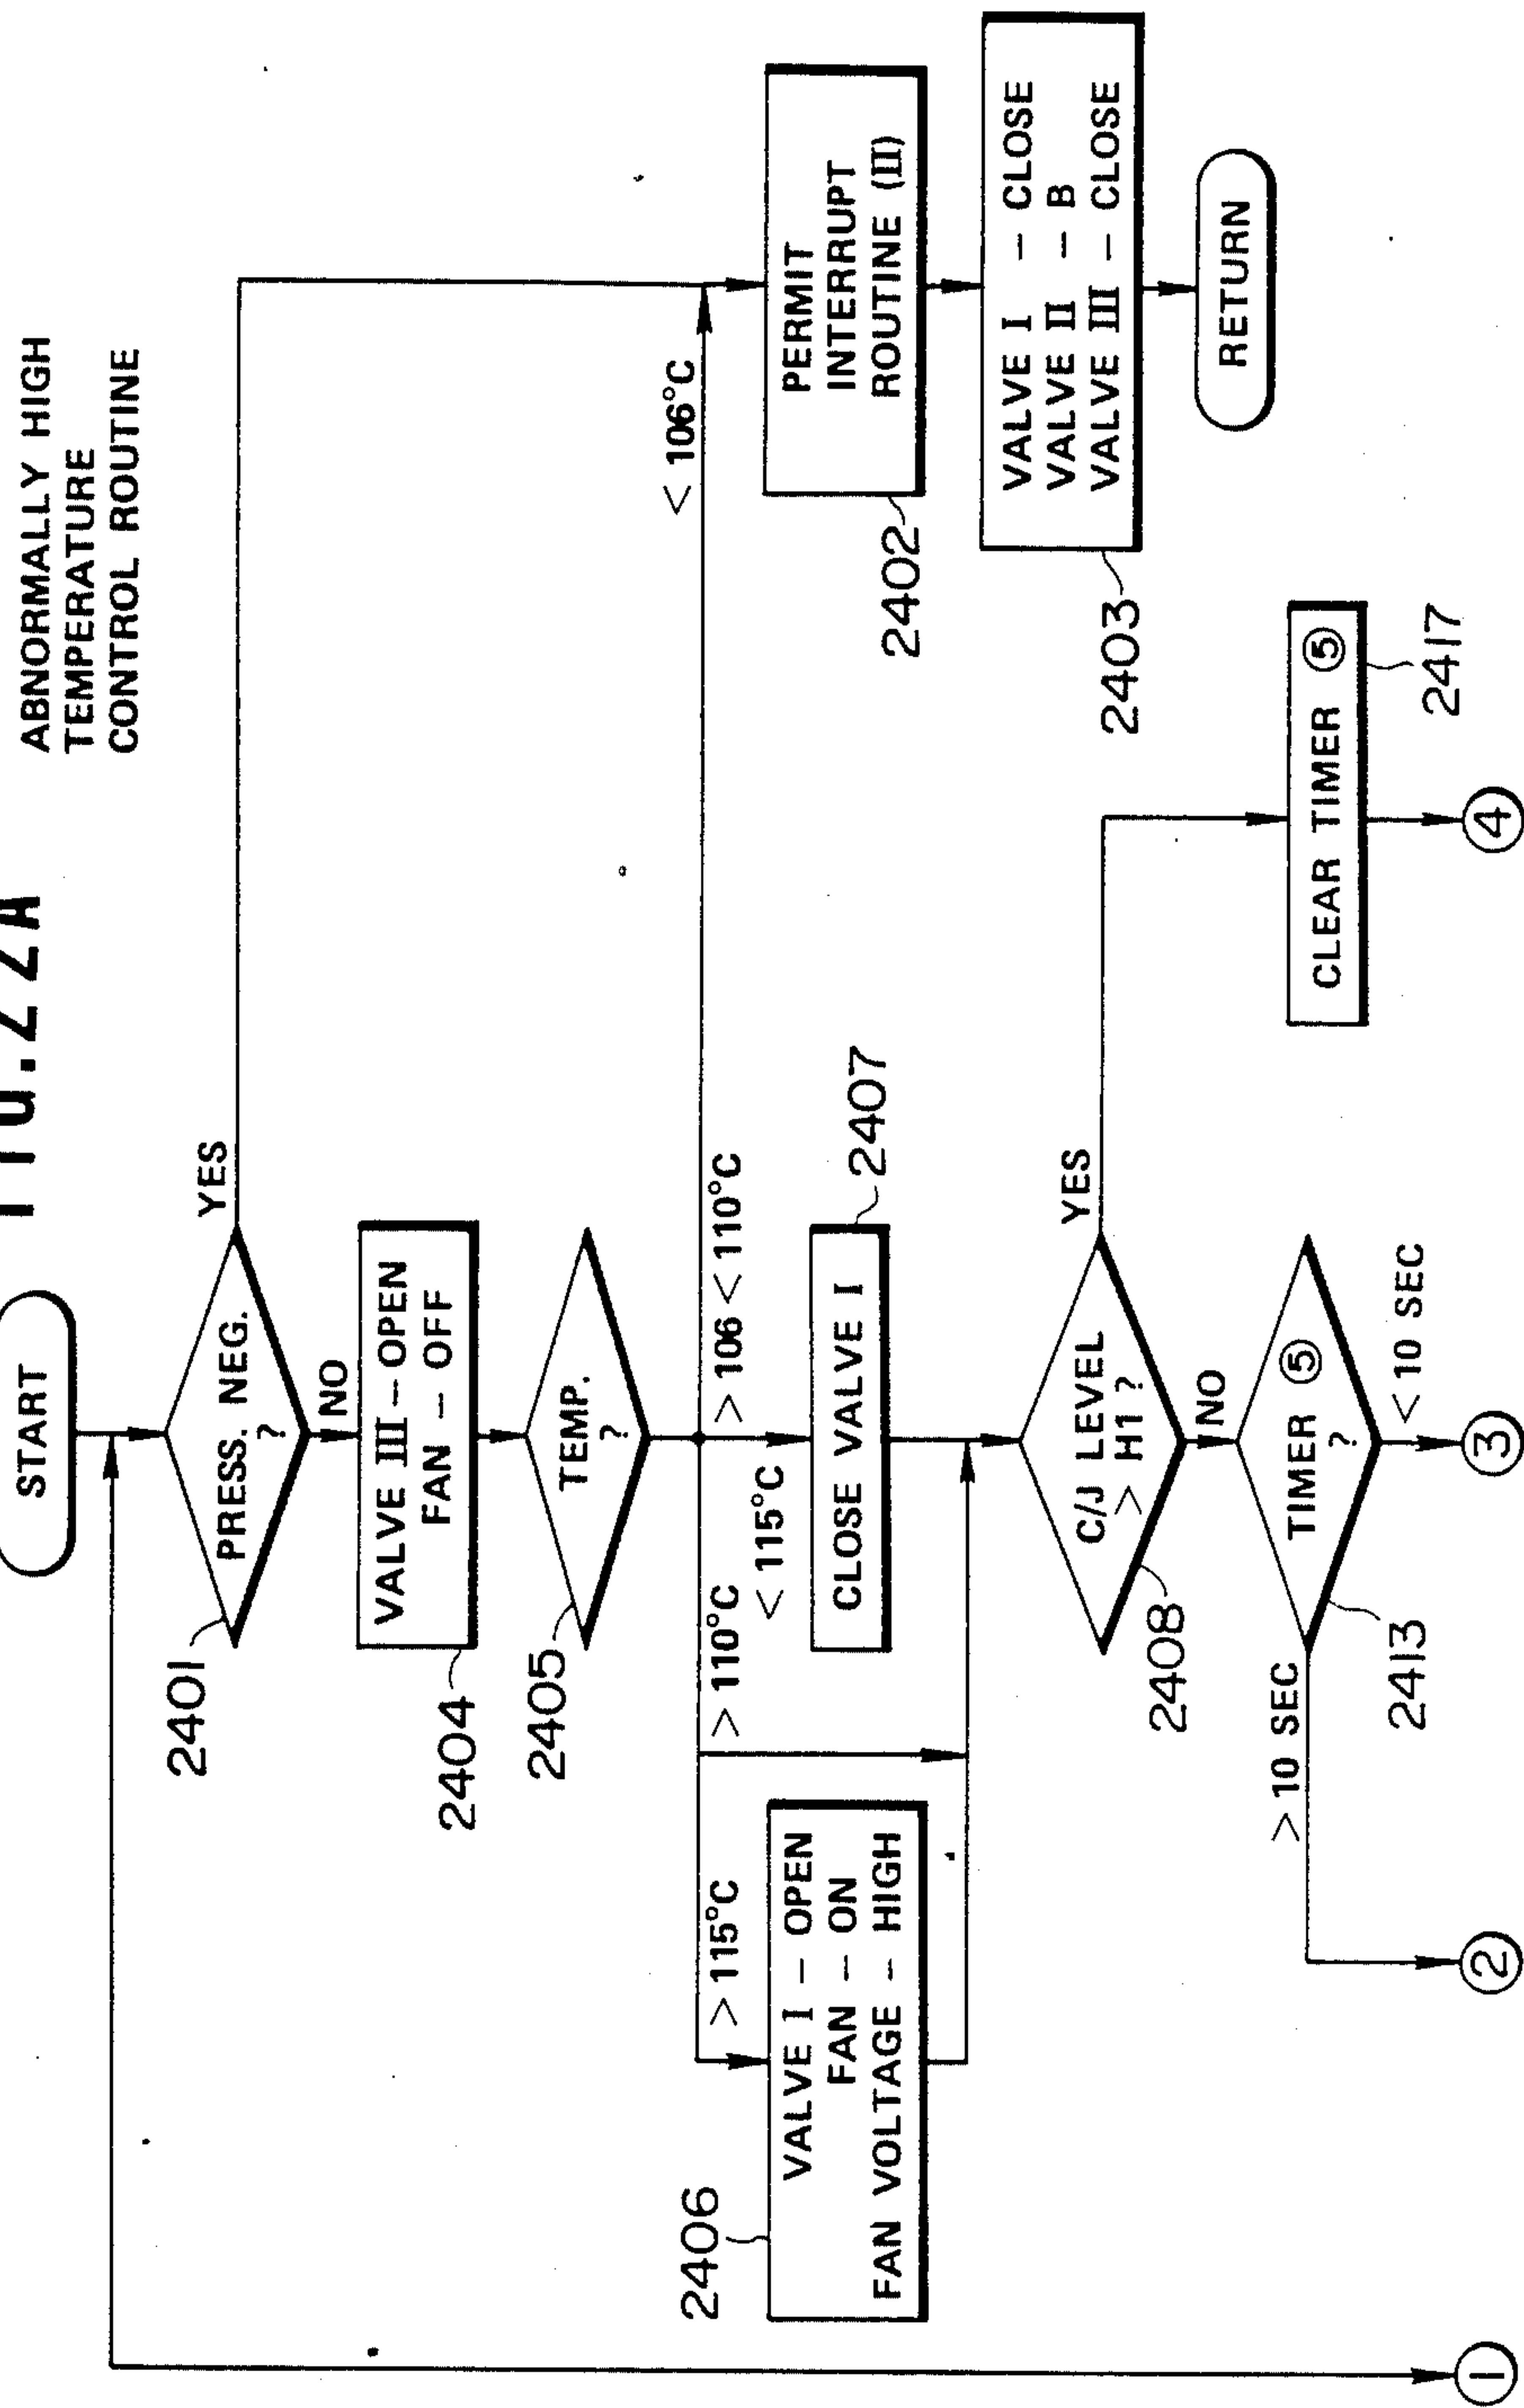 FIG.22A
ABNORMALLY HIGH
TEMPERATURE
CONTROL ROUTINE
START
2401
PRESS. NEG.
?
YES
NO
2404
VALVE III – OPEN
FAN – OFF
2405
TEMP.
?
> 115°C
> 110°C
< 115°C
> 106 < 110°C
< 106°C
2406
VALVE I – OPEN
FAN – ON
FAN VOLTAGE – HIGH
CLOSE VALVE I
2407
PERMIT
INTERRUPT
ROUTINE (II)
2402
VALVE I – CLOSE
VALVE II – B
VALVE III – CLOSE
2403
RETURN
C/J LEVEL
> H1 ?
2408
YES
NO
TIMER ⑤
?
2413
> 10 SEC
< 10 SEC
CLEAR TIMER ⑤
2417
①
②
③
④